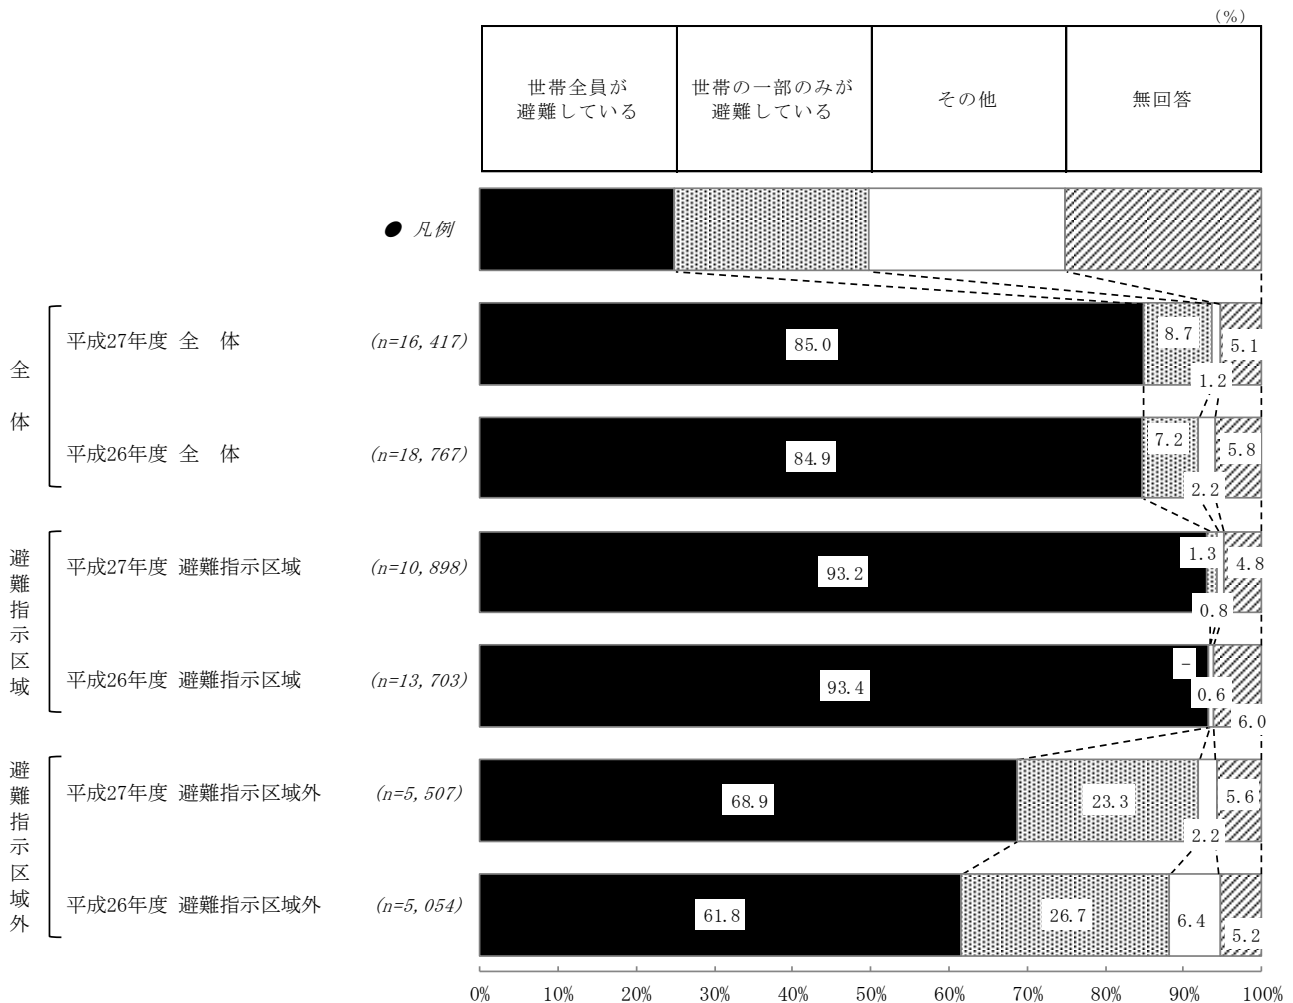 (%)
世帯全員が
避難している
世帯の一部のみが
避難している
その他
無回答
● 凡例
全体
平成27年度 全　体 (n=16,417) 85.0 8.7 1.2 5.1
平成26年度 全　体 (n=18,767) 84.9 7.2 2.2 5.8
避難指示区域
平成27年度 避難指示区域 (n=10,898) 93.2 1.3 0.8 4.8
平成26年度 避難指示区域 (n=13,703) 93.4 － 0.6 6.0
避難指示区域外
平成27年度 避難指示区域外 (n=5,507) 68.9 23.3 2.2 5.6
平成26年度 避難指示区域外 (n=5,054) 61.8 26.7 6.4 5.2
0% 10% 20% 30% 40% 50% 60% 70% 80% 90% 100%